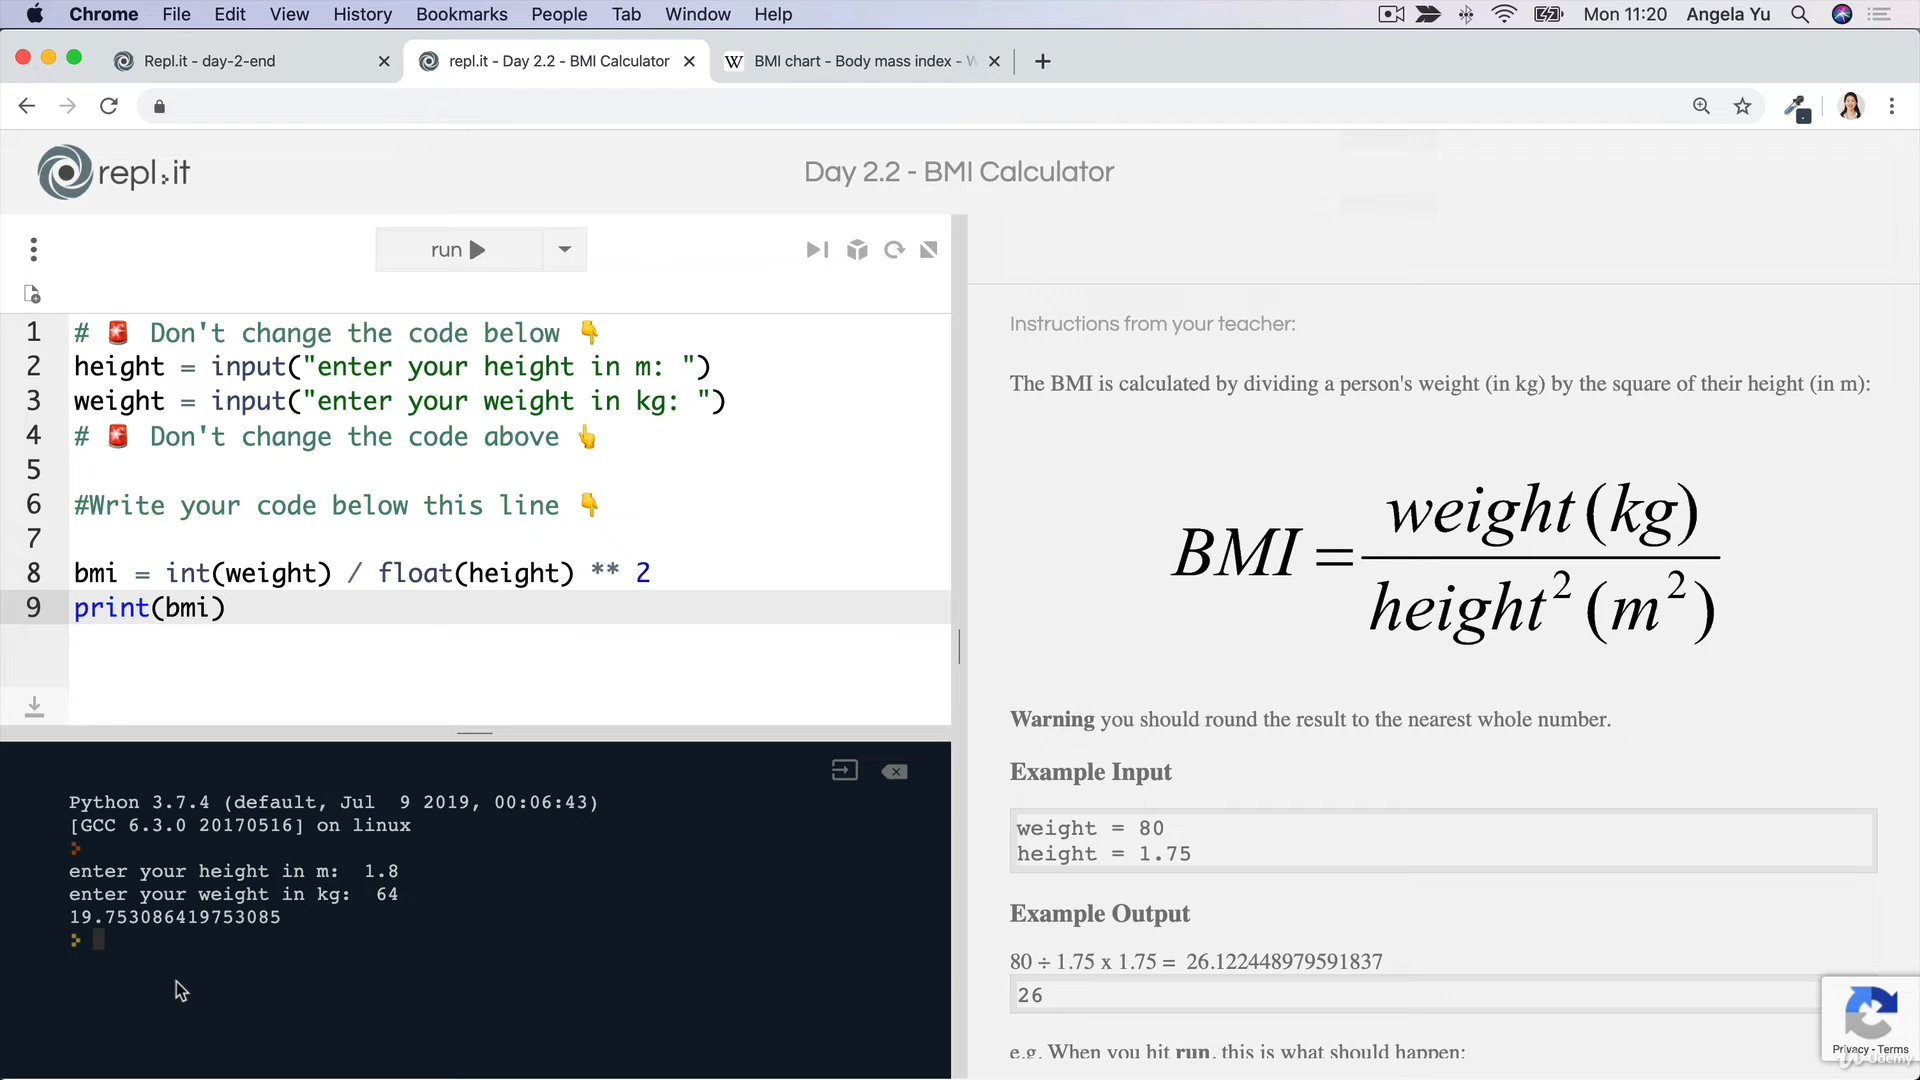 Chrome File Edit View History Bookmarks People Tab Window Help Mon 11:20 Angela Yu
Repl.it - day-2-end
repl.it - Day 2.2 - BMI Calculator
W BMI chart - Body mass index - W
repl.it
Day 2.2 - BMI Calculator
run
1 # 🚨 Don't change the code below 👇
2 height = input("enter your height in m: ")
3 weight = input("enter your weight in kg: ")
4 # 🚨 Don't change the code above 👆
5
6 #Write your code below this line 👇
7
8 bmi = int(weight) / float(height) ** 2
9 print(bmi)
Python 3.7.4 (default, Jul  9 2019, 00:06:43)
[GCC 6.3.0 20170516] on linux
enter your height in m:  1.8
enter your weight in kg:  64
19.753086419753085
Instructions from your teacher:
The BMI is calculated by dividing a person's weight (in kg) by the square of their height (in m):
BMI = weight(kg)
height² (m²)
Warning you should round the result to the nearest whole number.
Example Input
weight = 80
height = 1.75
Example Output
80 ÷ 1.75 x 1.75 = 26.122448979591837
26
e.g. When you hit run, this is what should happen:
Privacy - Terms
Udemy